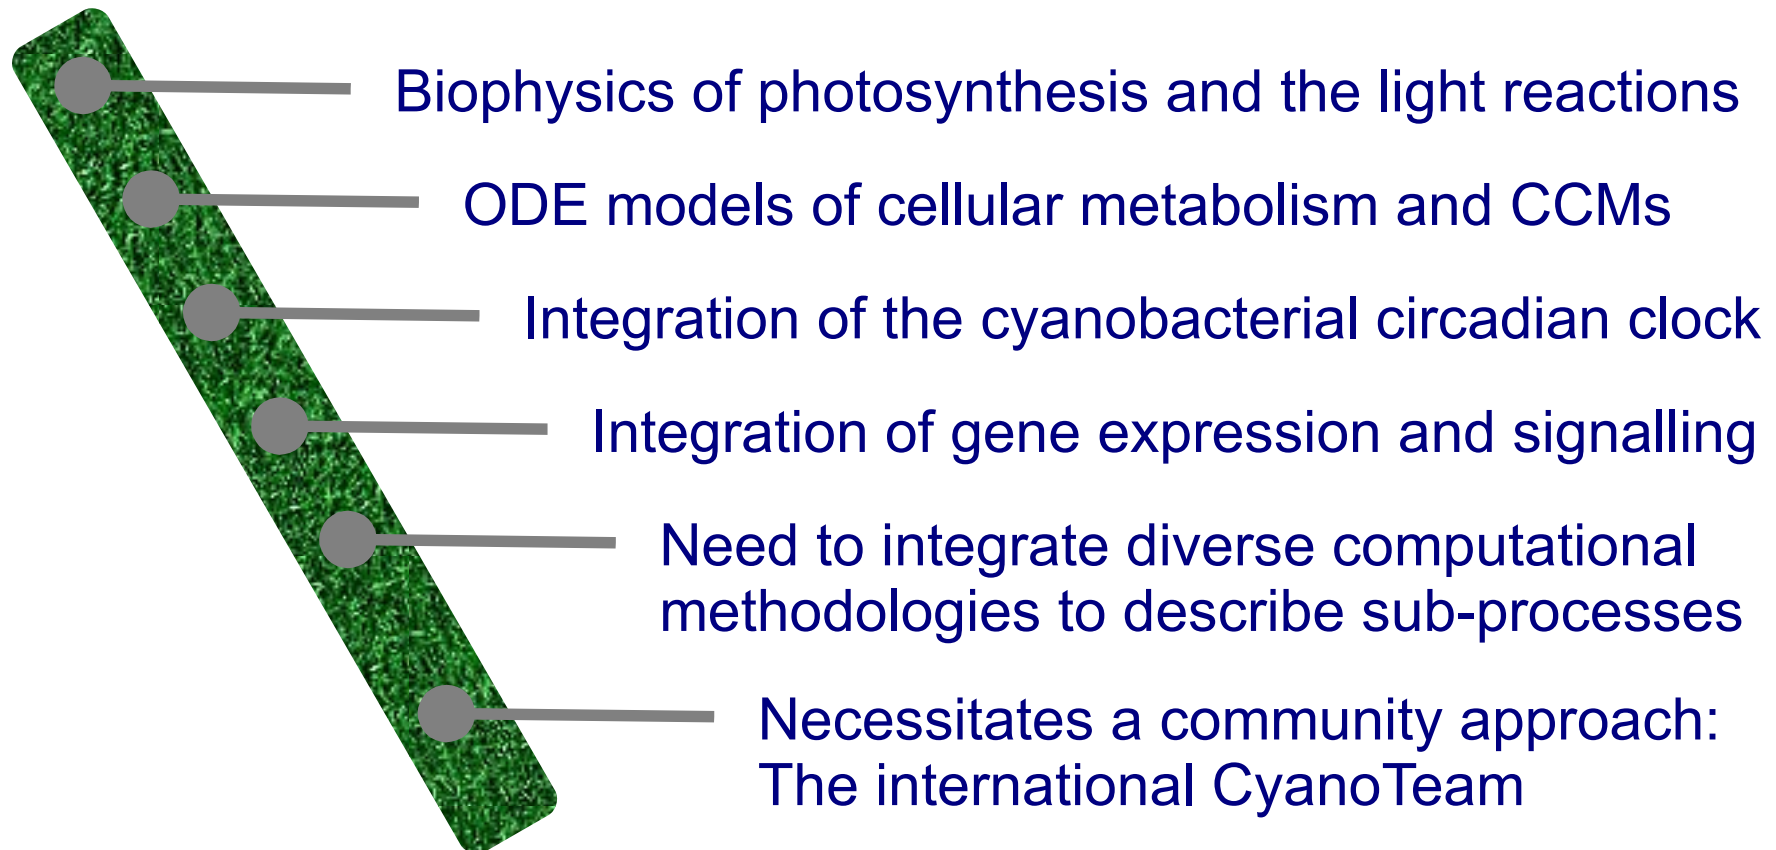 Biophysics of photosynthesis and the light reactions
ODE models of cellular metabolism and CCMs
Integration of the cyanobacterial circadian clock
Integration of gene expression and signalling
Need to integrate diverse computational
methodologies to describe sub-processes
Necessitates a community approach:
The international CyanoTeam